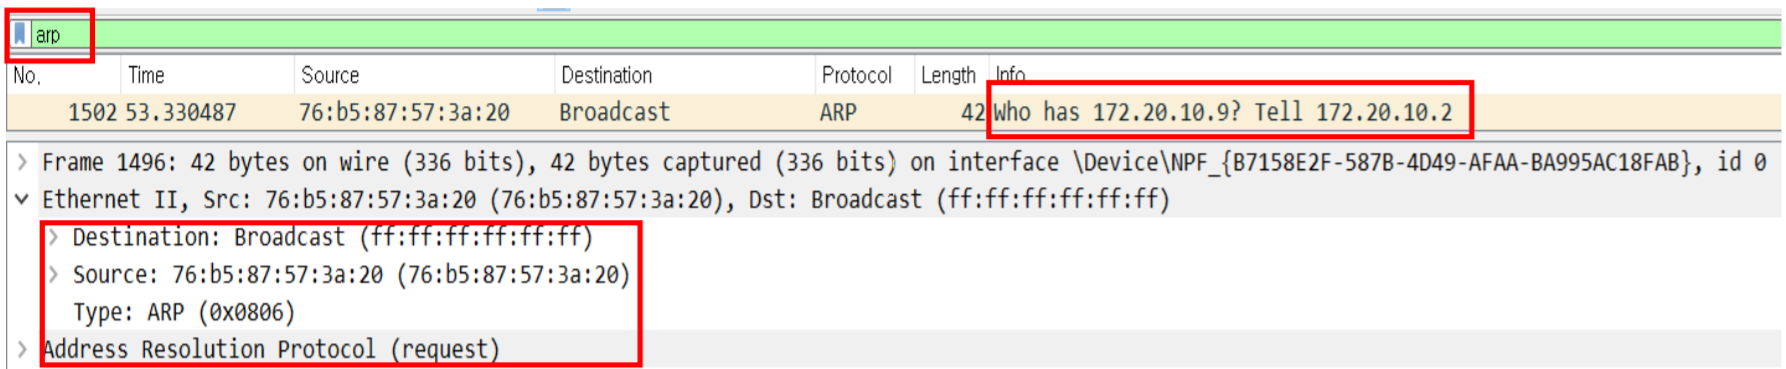 arp
No. Time Source Destination Protocol Length Info
1502 53.330487 76:b5:87:57:3a:20 Broadcast ARP 42 Who has 172.20.10.9? Tell 172.20.10.2
Frame 1496: 42 bytes on wire (336 bits), 42 bytes captured (336 bits) on interface \Device\NPF_{B7158E2F-587B-4D49-AFAA-BA995AC18FAB}, id 0
Ethernet II, Src: 76:b5:87:57:3a:20 (76:b5:87:57:3a:20), Dst: Broadcast (ff:ff:ff:ff:ff:ff)
Destination: Broadcast (ff:ff:ff:ff:ff:ff)
Source: 76:b5:87:57:3a:20 (76:b5:87:57:3a:20)
Type: ARP (0x0806)
Address Resolution Protocol (request)